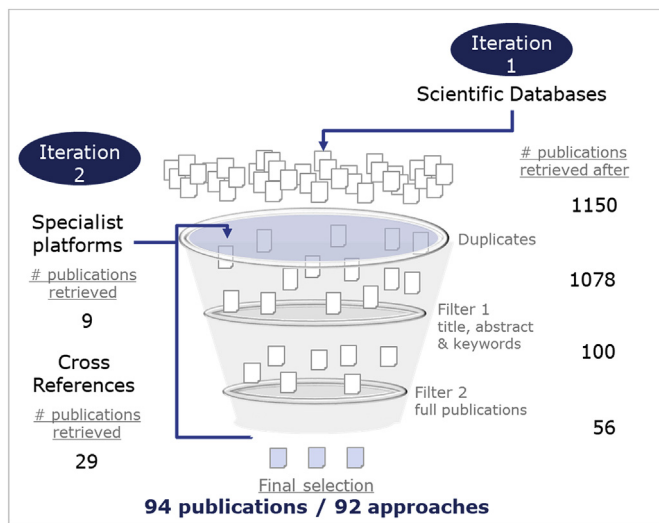 Iteration
1
Scientific Databases
Iteration
2
# publications
retrieved after
1150
Specialist
platforms
Duplicates
# publications
retrieved
1078
9
Filter 1
title, abstract
& keywords
Cross
References
100
# publications
retrieved
Filter 2
full publications
56
29
Final selection
94 publications / 92 approaches